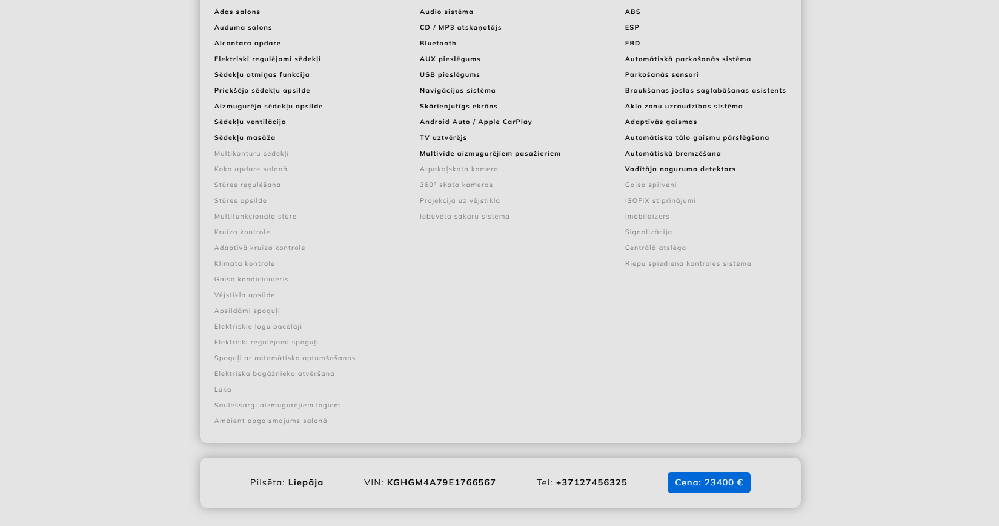 Ādas salons
Auduma salons
Alcantara apdare
Elektriski regulējami sēdekļi
Sēdekļu atmiņas funkcija
Priekšējo sēdekļu apsilde
Aizmugurējo sēdekļu apsilde
Sēdekļu ventilācija
Sēdekļu masāža
Multikontūru sēdekļi
Koka apdare salonā
Stūres regulēšana
Stūres apsilde
Multifunkcionāla stūre
Kruīza kontrole
Adaptīvā kruīza kontrole
Klimata kontrole
Gaisa kondicionieris
Vējstikla apsilde
Apsildāmi spoguļi
Elektriskie logu pacēlāji
Elektriski regulējami spoguļi
Spoguļi ar automātisko aptumšošanos
Elektriska bagāžnieka atvēršana
Lūka
Saulessargi aizmugurējiem logiem
Ambient apgaismojums salonā
Audio sistēma
CD / MP3 atskaņotājs
Bluetooth
AUX pieslēgums
USB pieslēgums
Navigācijas sistēma
Skārienjutīgs ekrāns
Android Auto / Apple CarPlay
TV uztvērējs
Multivide aizmugurējiem pasažieriem
Atpakaļskata kamera
360° skata kameras
Projekcija uz vējstikla
Iebūvēta sakaru sistēma
ABS
ESP
EBD
Automātiskā parkošanās sistēma
Parkošanās sensori
Braukšanas joslas saglabāšanas asistents
Aklo zonu uzraudzības sistēma
Adaptīvās gaismas
Automātiska tālo gaismu pārslēgšana
Automātiskā bremzēšana
Vadītāja noguruma detektors
Gaisa spilveni
ISOFIX stiprinājumi
Imobilaizers
Signalizācija
Centrālā atslēga
Riepu spiediena kontroles sistēma
Pilsēta: Liepāja VIN: KGHGM4A79E1766567 Tel: +37127456325 Cena: 23400 €